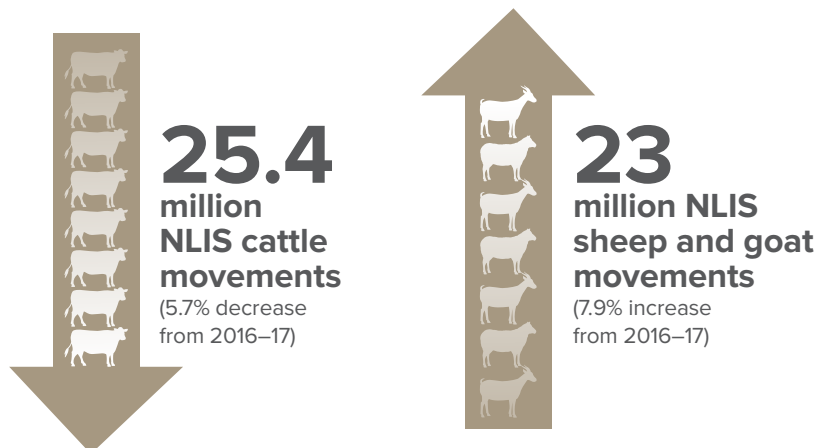 25.4
million
NLIS cattle
movements
(5.7% decrease
from 2016–17)
23
million NLIS
sheep and goat
movements
(7.9% increase
from 2016–17)